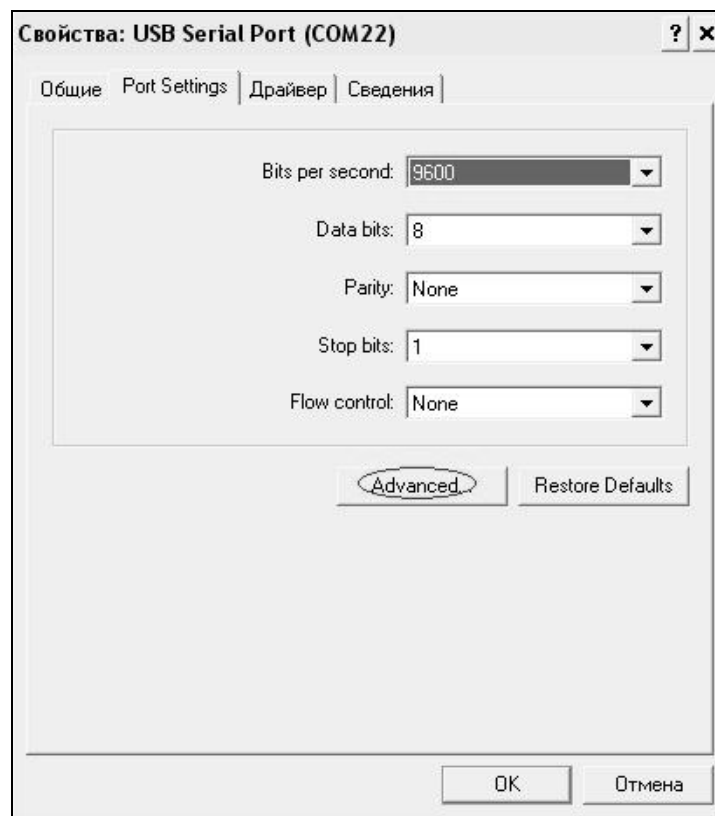 Свойства: USB Serial Port (COM22)
? ×
Общие Port Settings Драйвер Сведения
Bits per second: 9600
Data bits: 8
Parity: None
Stop bits: 1
Flow control: None
Advanced... Restore Defaults
OK Отмена